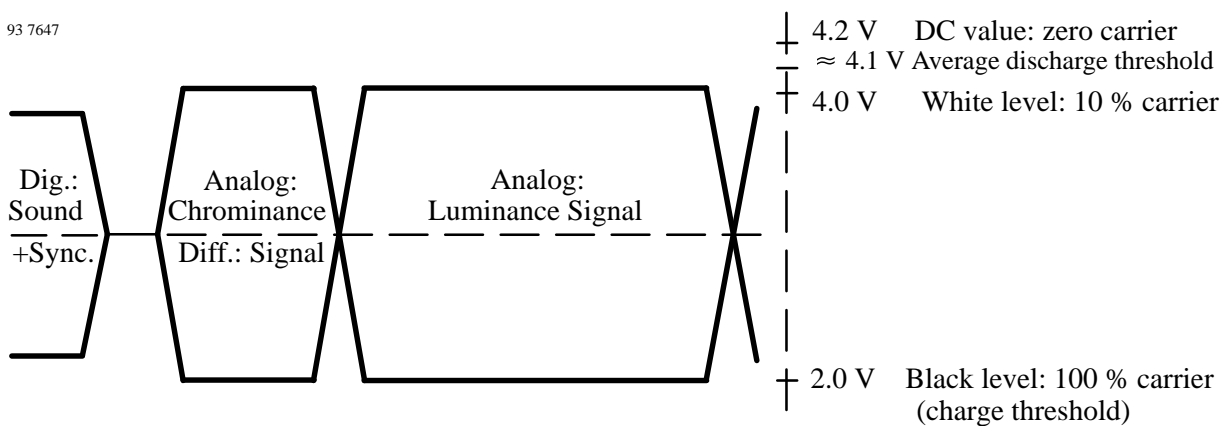 93 7647
4.2 V DC value: zero carrier
≈ 4.1 V Average discharge threshold
4.0 V White level: 10 % carrier
Dig.:
Sound
+Sync.
Analog:
Chrominance
Diff.: Signal
Analog:
Luminance Signal
2.0 V Black level: 100 % carrier
(charge threshold)